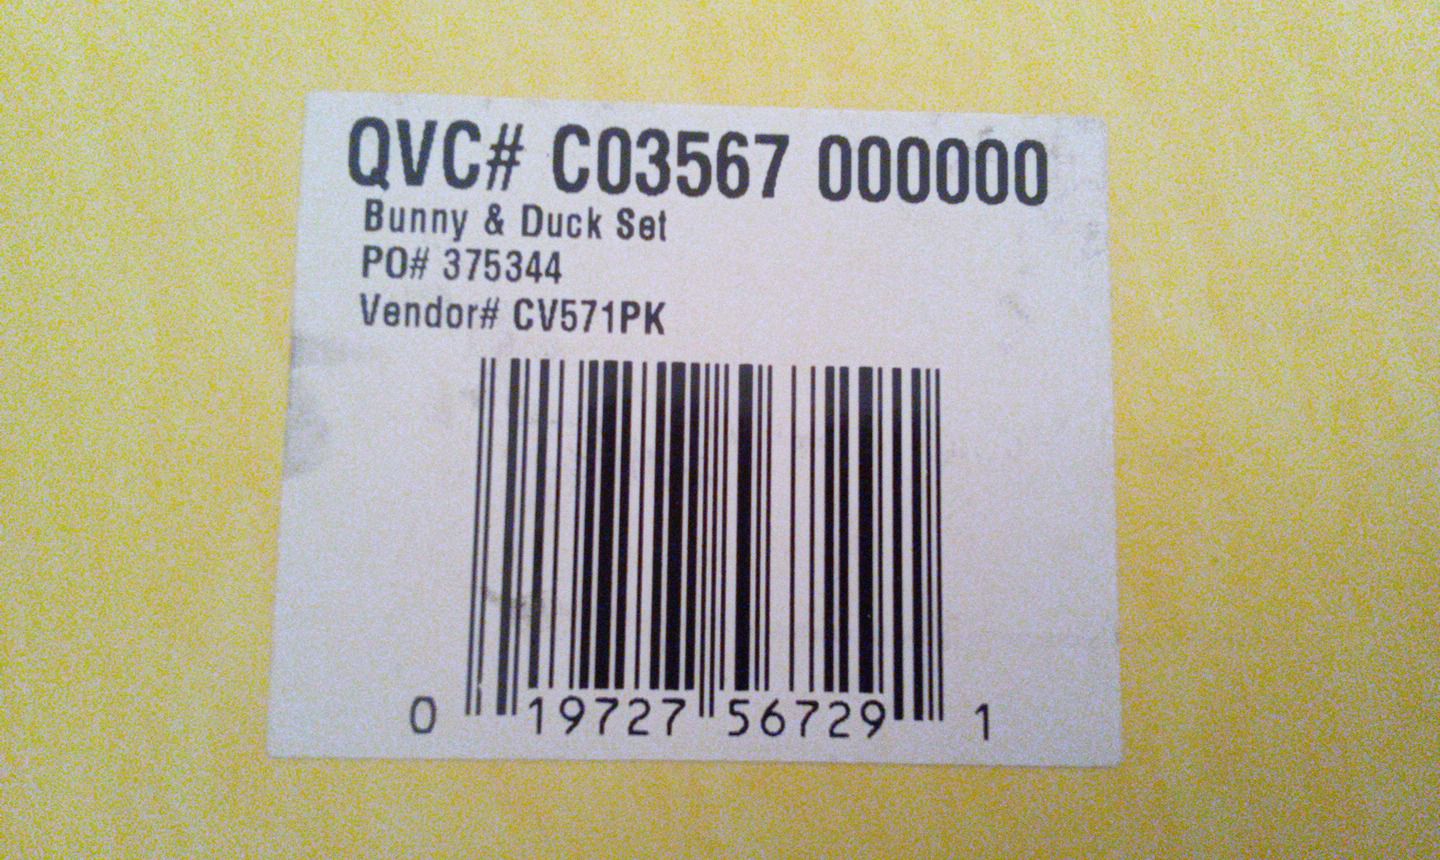 QVC# C03567 000000
Bunny & Duck Set
PO# 375344
Vendor# CV571PK
0 19727 56729 1